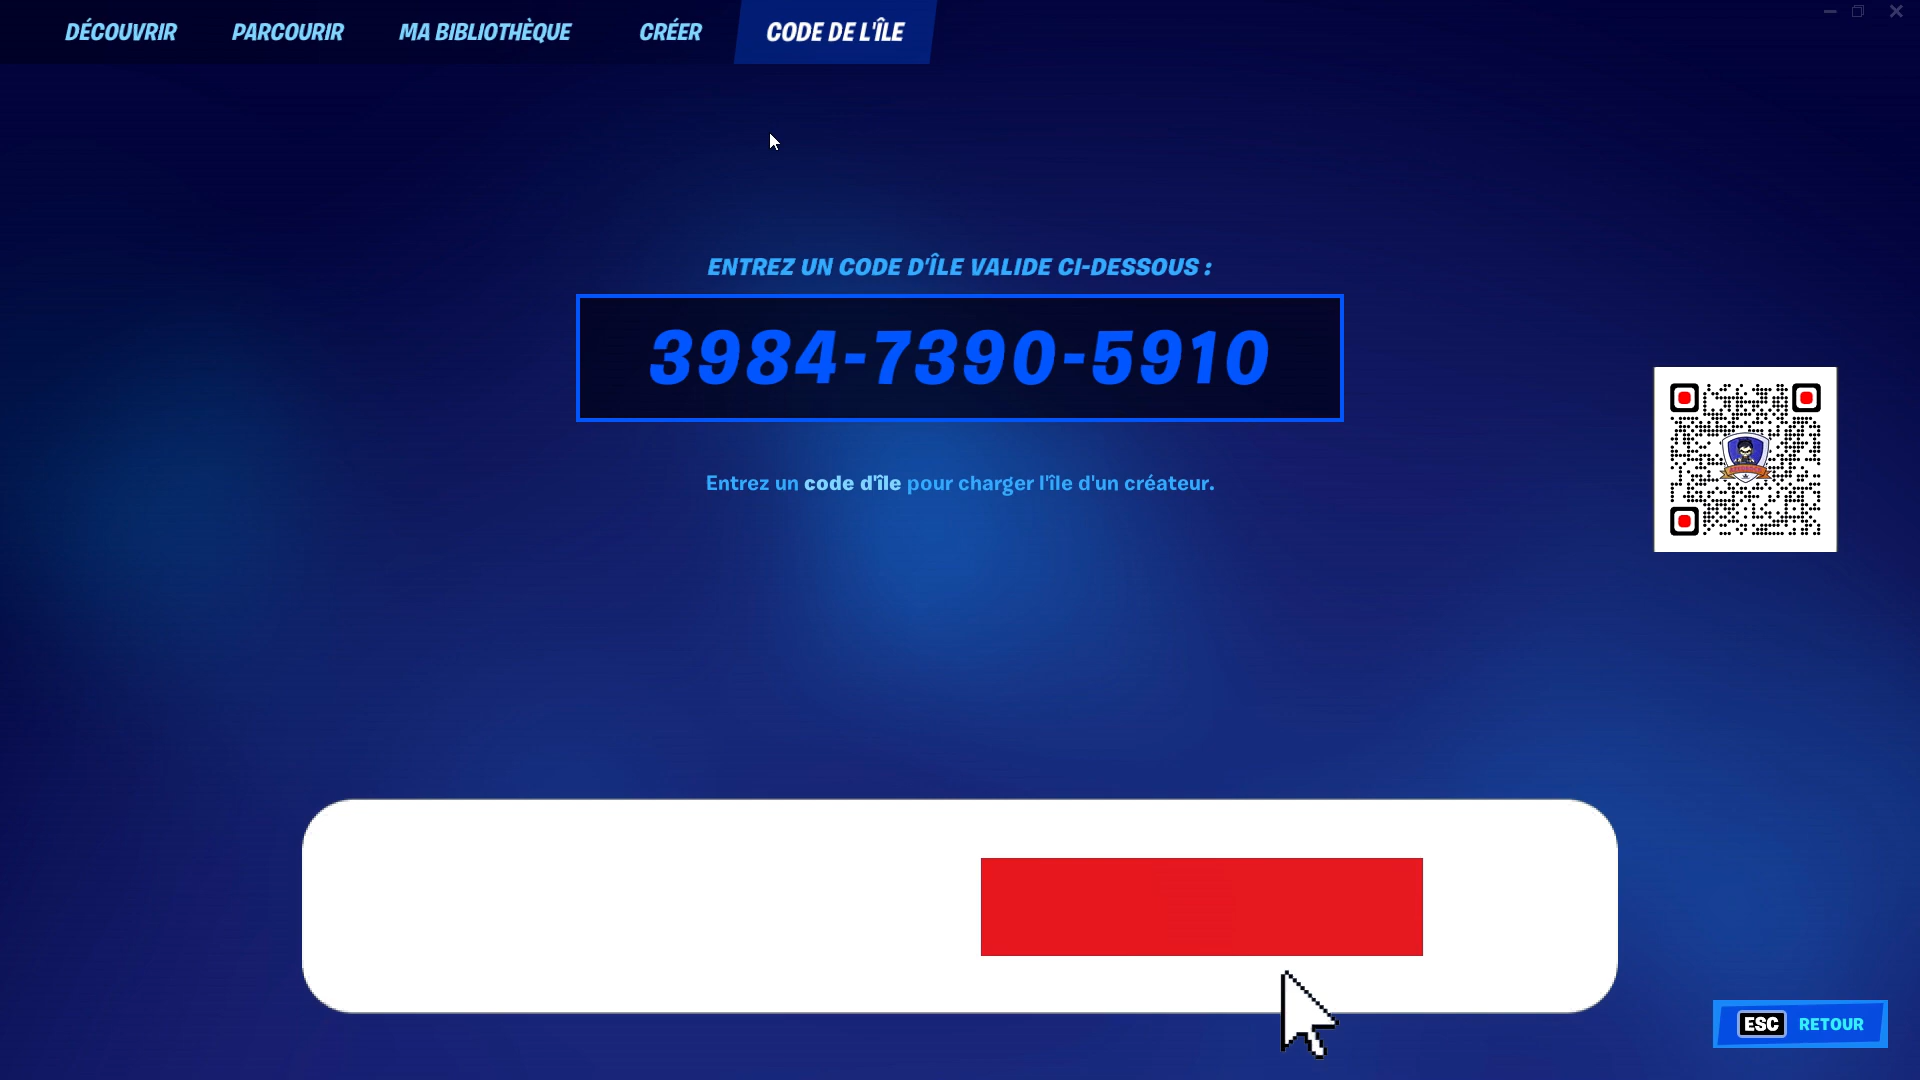 DÉCOUVRIR PARCOURIR MA BIBLIOTHÈQUE CRÉER CODE DE L'ÎLE
ENTREZ UN CODE D'ÎLE VALIDE CI-DESSOUS :
3984-7390-5910
Entrez un code d'île pour charger l'île d'un créateur.
ESC RETOUR